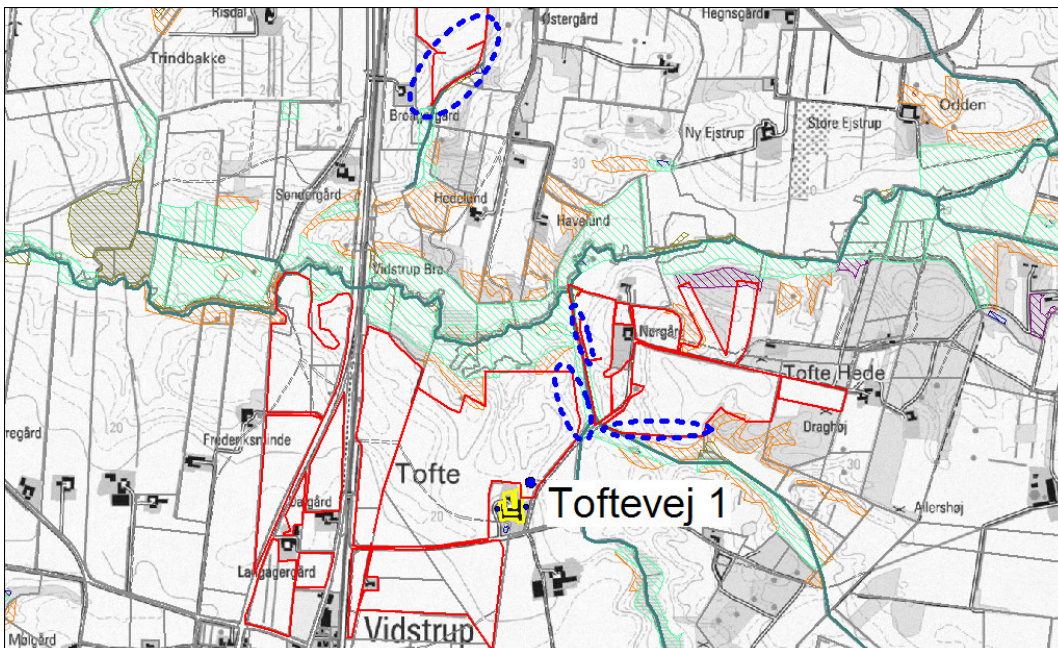 Risdal
Østergård
Hegnsgård
Trindbakke
Odden
Ny Ejstrup
Store Ejstrup
30
Søndergård
Hedelund
Havelund
Vidstrup Bro
Nørgård
Tofte Hede
Frederiksminde
Draghøj
Tofte
30
Toftevej 1
20
Allershøj
Langagergård
Vidstrup
Mølgård